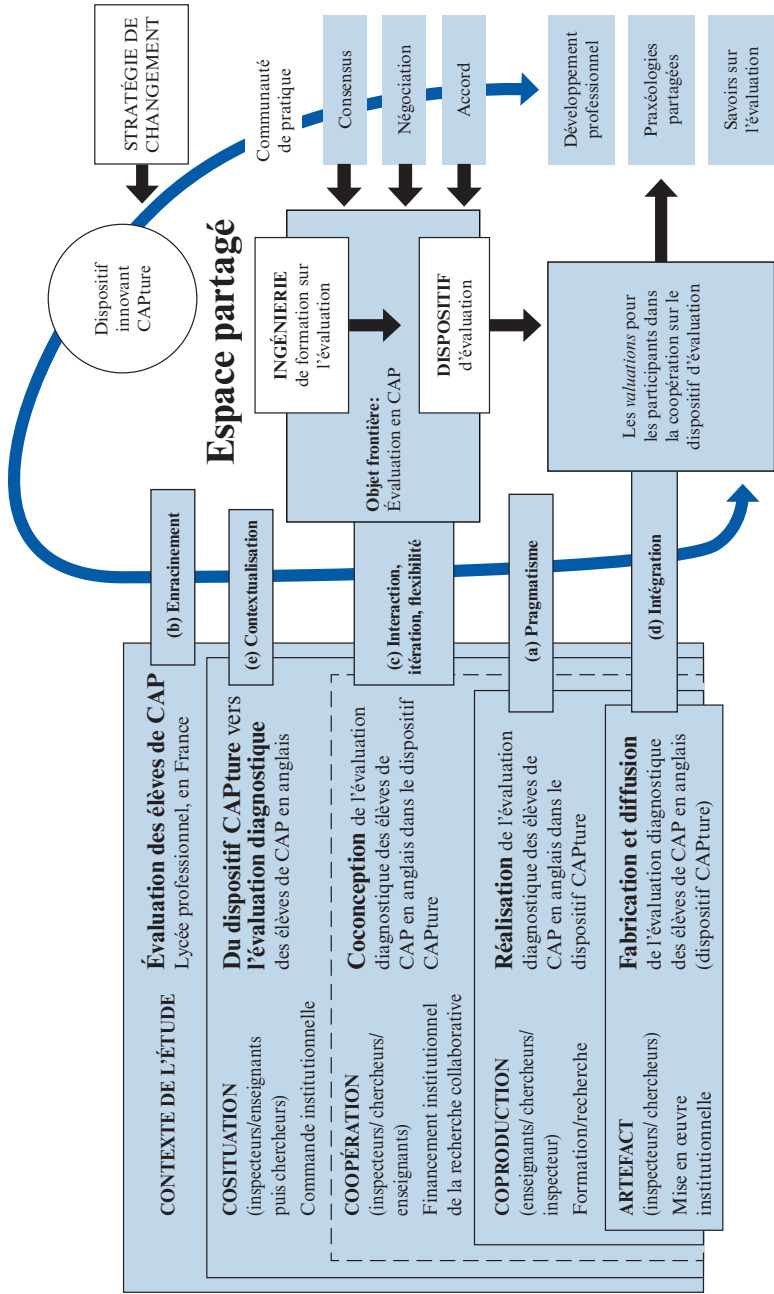 CONTEXTE DE L'ÉTUDE
Évaluation des élèves de CAP
Lycée professionnel, en France
(b) Enracinement
COSITUATION
(inspecteurs/enseignants
puis chercheurs)
Commande institutionnelle
Du dispositif CAPture vers
l'évaluation diagnostique
des élèves de CAP en anglais
(e) Contextualisation
COOPÉRATION
(inspecteurs/ chercheurs/
enseignants)
Financement institutionnel
de la recherche collaborative
Coconception de l'évaluation
diagnostique des élèves de
CAP en anglais dans le dispositif
CAPture
(c) Interaction,
itération, flexibilité
COPRODUCTION
(enseignants/ chercheurs/
inspecteur)
Formation/recherche
Réalisation de l'évaluation
diagnostique des élèves de
CAP en anglais dans le
dispositif CAPture
(a) Pragmatisme
ARTEFACT
(inspecteurs/ chercheurs)
Mise en œuvre
institutionnelle
Fabrication et diffusion
de l'évaluation diagnostique
des élèves de CAP en anglais
(dispositif CAPture)
(d) Intégration
Dispositif
innovant
CAPture
STRATÉGIE DE
CHANGEMENT
Espace partagé
Communauté
de pratique
Objet frontière:
Évaluation en CAP
INGÉNIERIE
de formation sur
l'évaluation
DISPOSITIF
d'évaluation
Consensus
Négociation
Accord
Les valuations pour
les participants dans
la coopération sur le
dispositif d'évaluation
Développement
professionnel
Praxéologies
partagées
Savoirs sur
l'évaluation